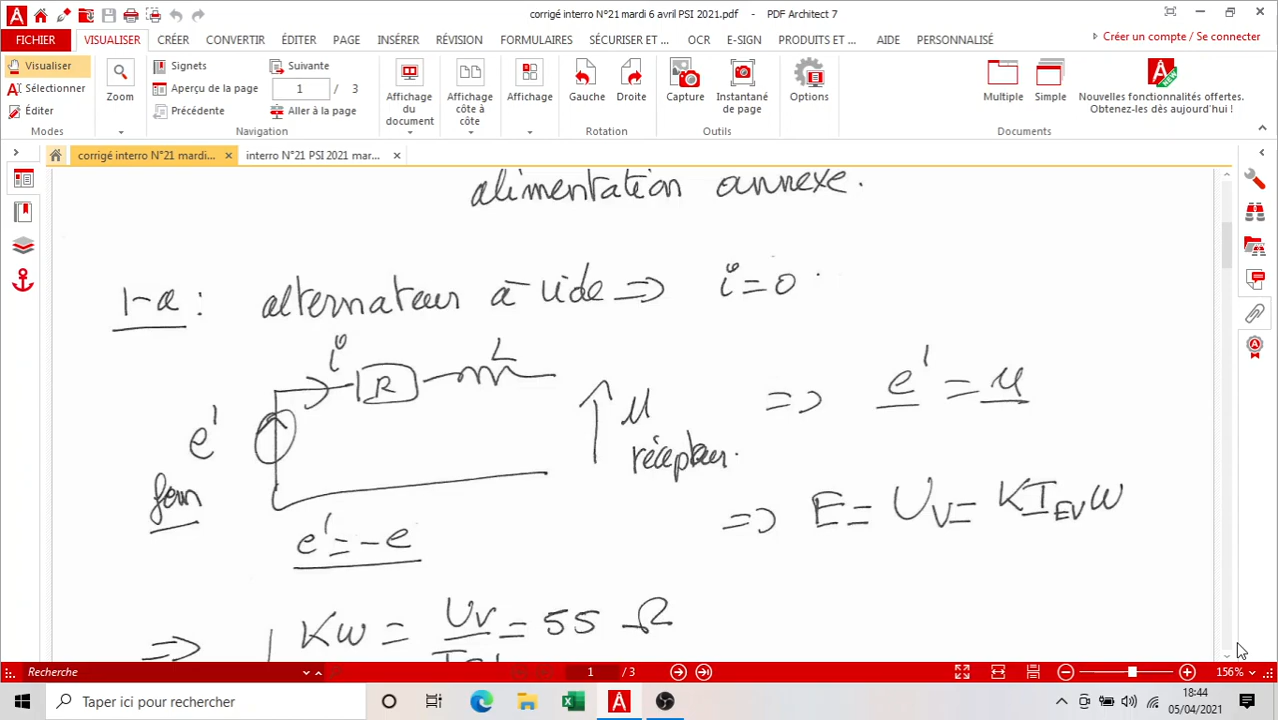 corrigé interro N°21 mardi 6 avril PSI 2021.pdf - PDF Architect 7
FICHIER VISUALISER CRÉER CONVERTIR ÉDITER PAGE INSÉRER RÉVISION FORMULAIRES SÉCURISER ET ... OCR E-SIGN PRODUITS ET ... AIDE PERSONNALISÉ Créer un compte / Se connecter
Visualiser Signets Suivante
Sélectionner Aperçu de la page 1 / 3
Éditer Précédente Aller à la page
Zoom
Affichage du document
Affichage côte à côte
Affichage
Gauche Droite
Capture
Instantané de page
Options
Multiple Simple
Nouvelles fonctionnalités offertes.
Obtenez-les dès aujourd'hui !
Modes Navigation Rotation Outils Documents
corrigé interro N°21 mardi... interro N°21 PSI 2021 mar...
alimentation annexe.
1-a : alternateur à vide => i = 0
i R L
e' u
récepteur.
=> e' = u
e' = -e
=> E = UV = K IEV w
=> Kw = UV = 55 Ω
Recherche 1 / 3 156%
Taper ici pour rechercher
18:44
05/04/2021